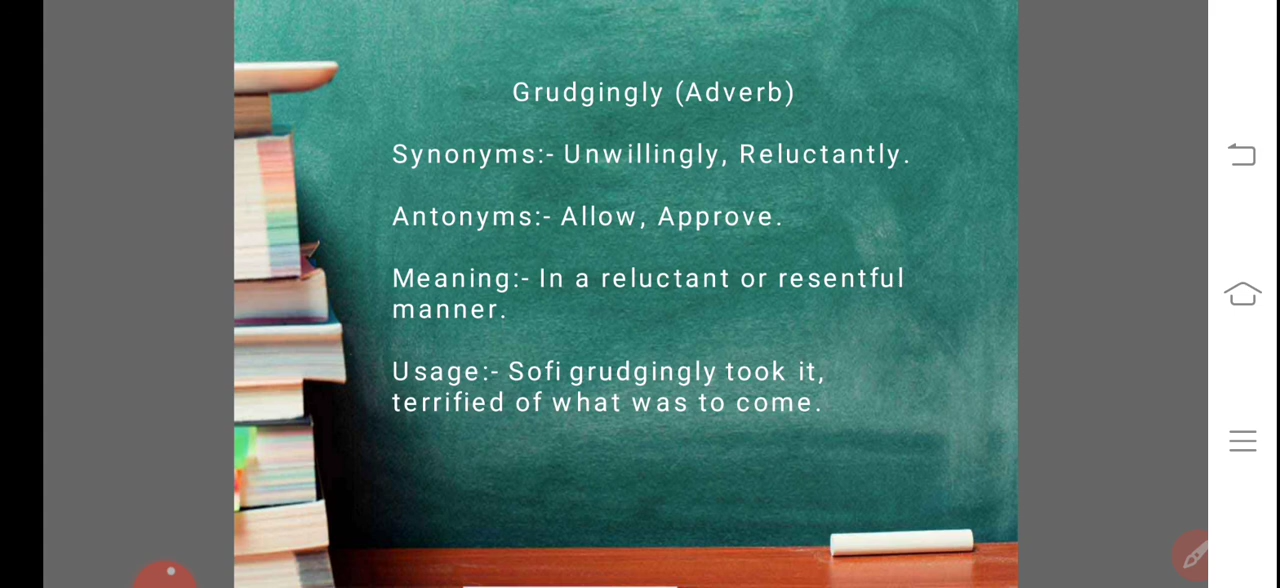 Grudgingly (Adverb)
Synonyms:- Unwillingly, Reluctantly.
Antonyms:- Allow, Approve.
Meaning:- In a reluctant or resentful
manner.
Usage:- Sofi grudgingly took it,
terrified of what was to come.